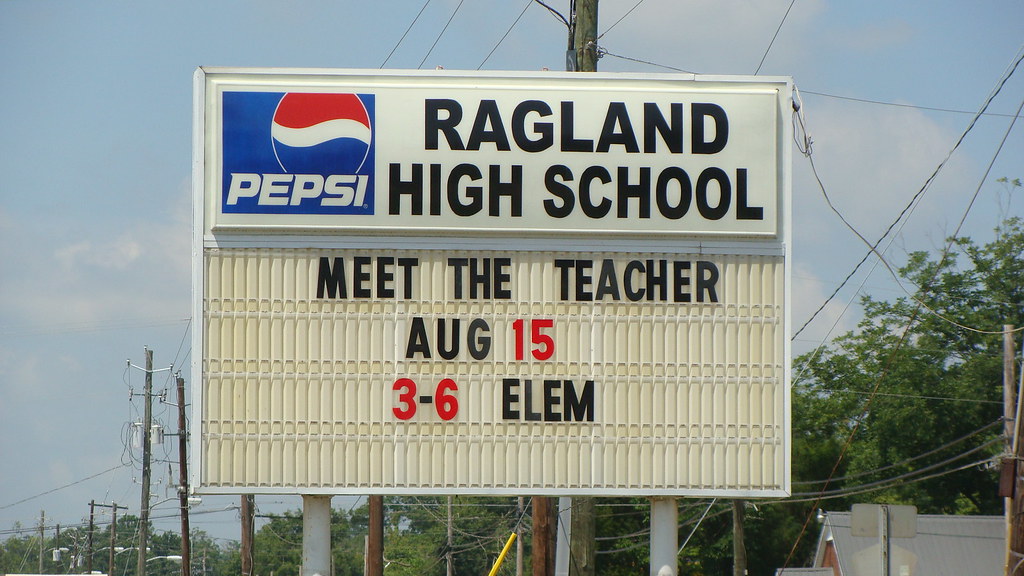 RAGLAND
HIGH SCHOOL
PEPSI
MEET THE TEACHER
AUG 15
3-6 ELEM